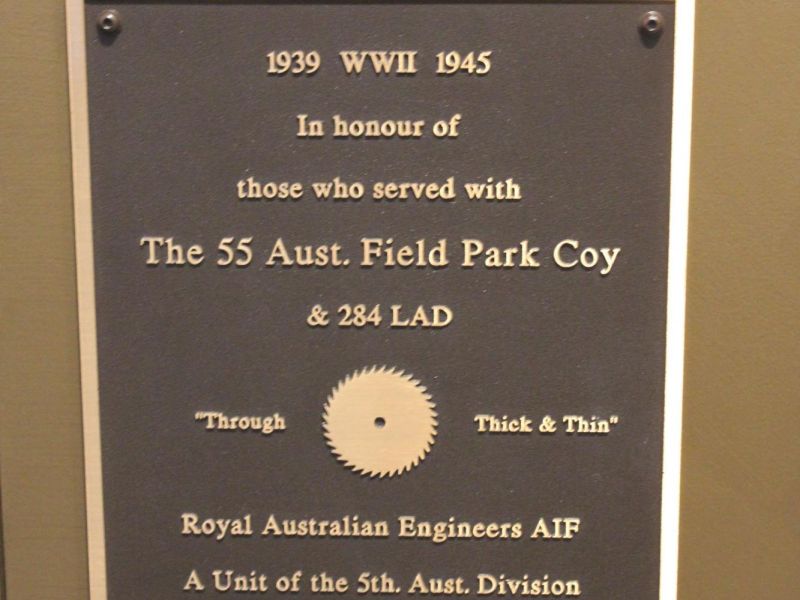 1939 WWII 1945
In honour of
those who served with
The 55 Aust. Field Park Coy
& 284 LAD
"Through Thick & Thin"
Royal Australian Engineers AIF
A Unit of the 5th. Aust. Division